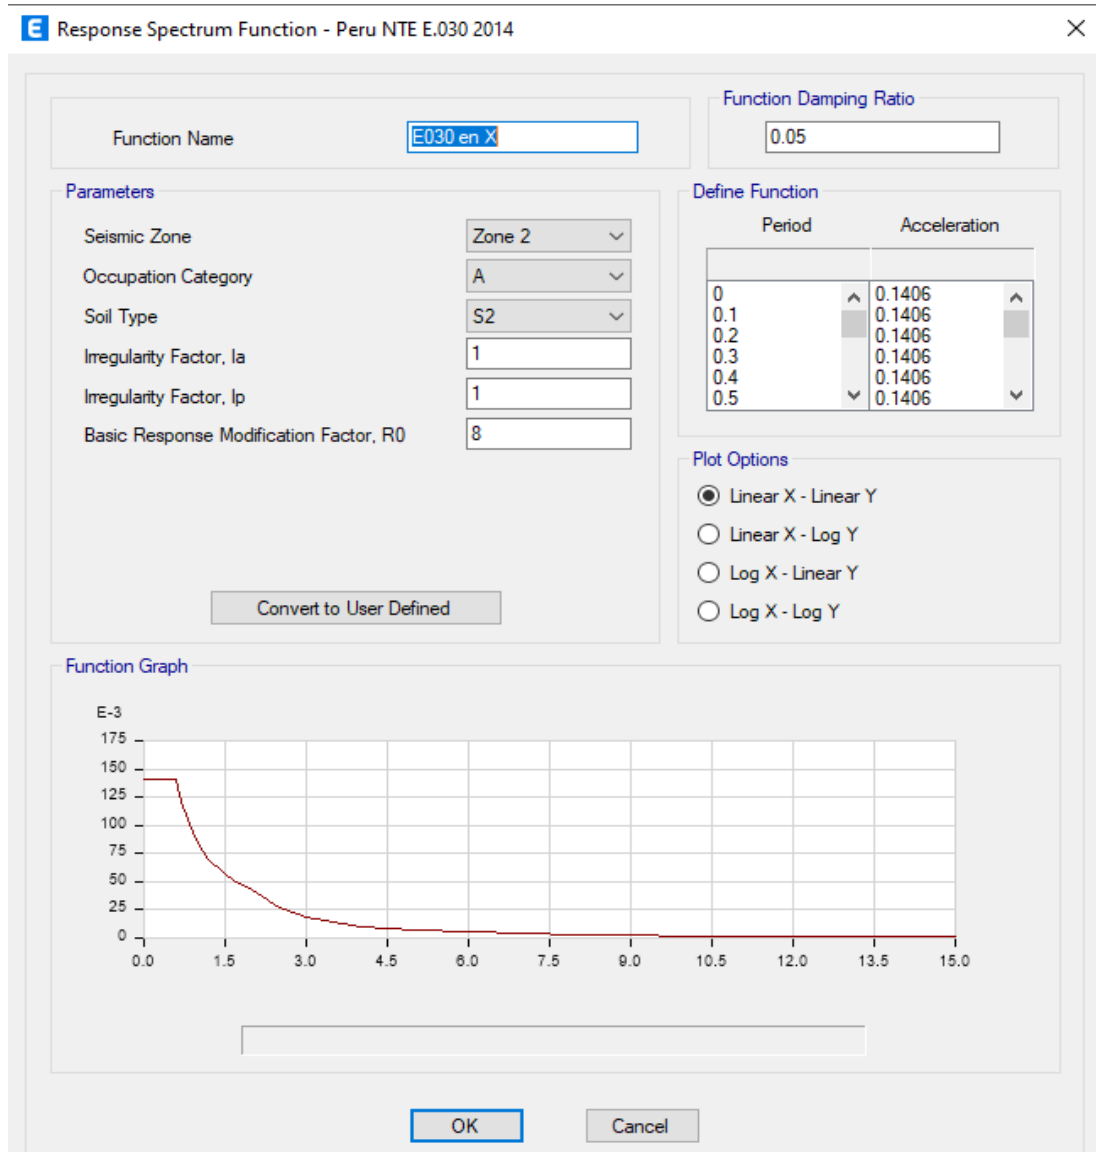 E Response Spectrum Function - Peru NTE E.030 2014
Function Name
E030 en X
Function Damping Ratio
0.05
Parameters
Seismic Zone
Zone 2
Occupation Category
A
Soil Type
S2
Irregularity Factor, Ia
1
Irregularity Factor, Ip
1
Basic Response Modification Factor, R0
8
Convert to User Defined
Define Function
Period Acceleration
0 0.1406
0.1 0.1406
0.2 0.1406
0.3 0.1406
0.4 0.1406
0.5 0.1406
Plot Options
Linear X - Linear Y
Linear X - Log Y
Log X - Linear Y
Log X - Log Y
Function Graph
E-3
175
150
125
100
75
50
25
0
0.0 1.5 3.0 4.5 6.0 7.5 9.0 10.5 12.0 13.5 15.0
OK Cancel